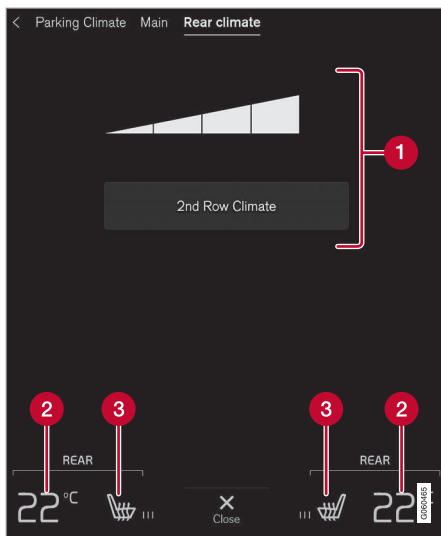 < Parking Climate Main Rear climate
1
2nd Row Climate
2 3 3 2
REAR REAR
22 °C 22
Close
G060465